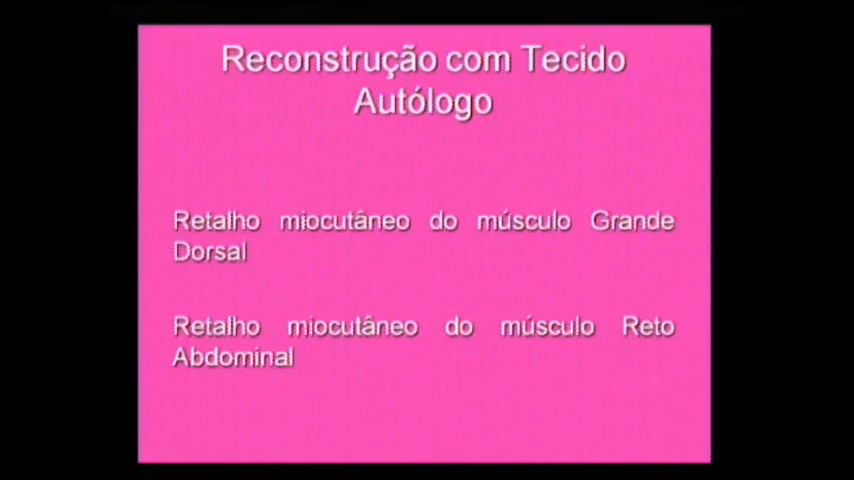 Reconstrução com Tecido
Autólogo
Retalho miocutâneo do músculo Grande
Dorsal
Retalho miocutâneo do músculo Reto
Abdominal